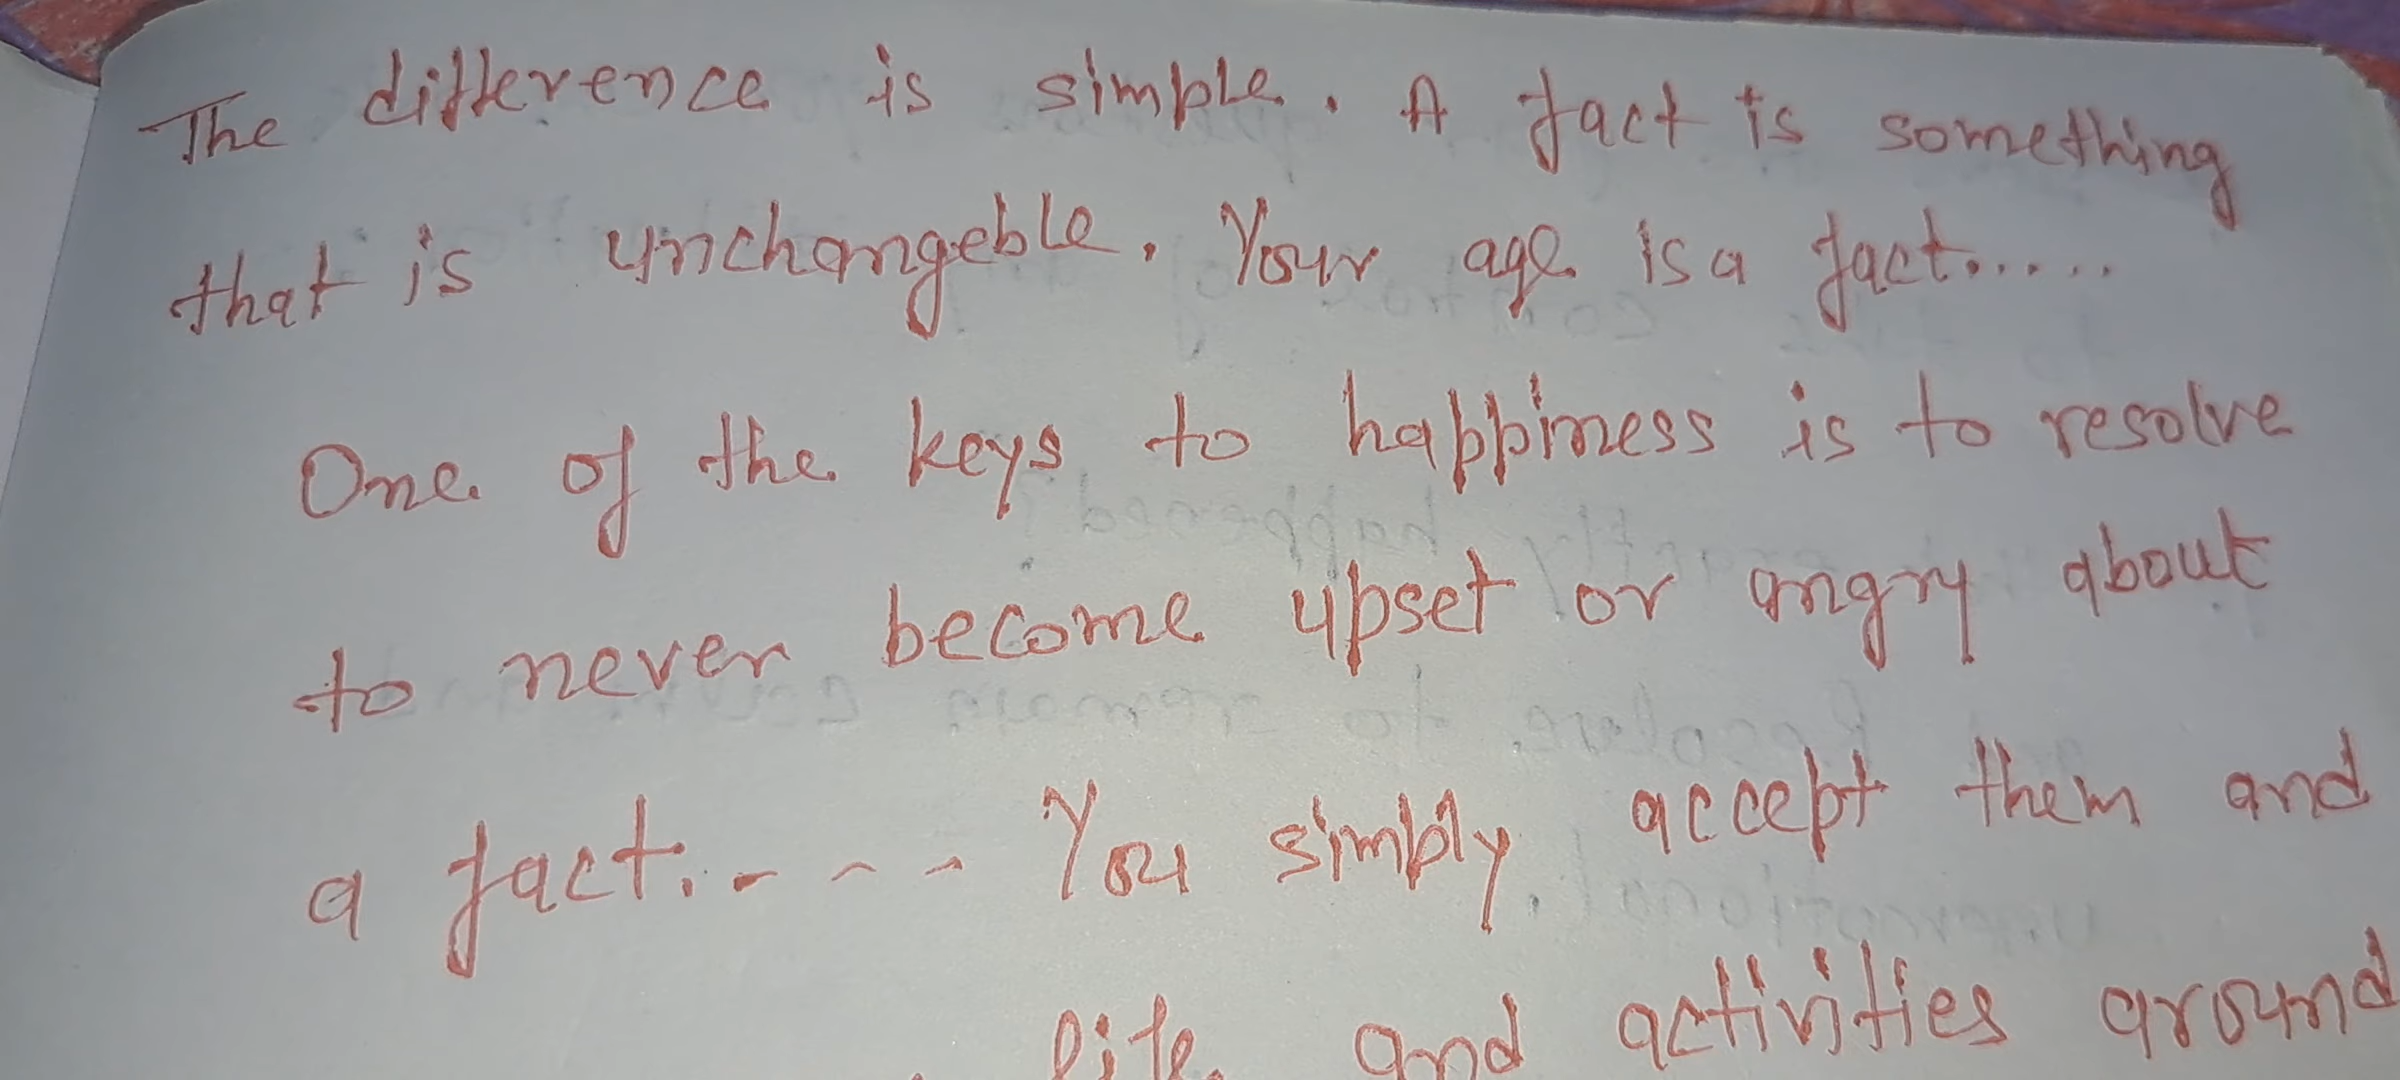 The difference is simple. A fact is something
that is unchangeble. Your age is a fact.....
One of the keys to happiness is to resolve
to never become upset or angry about
a fact.---- You simply accept them and
life and activities around